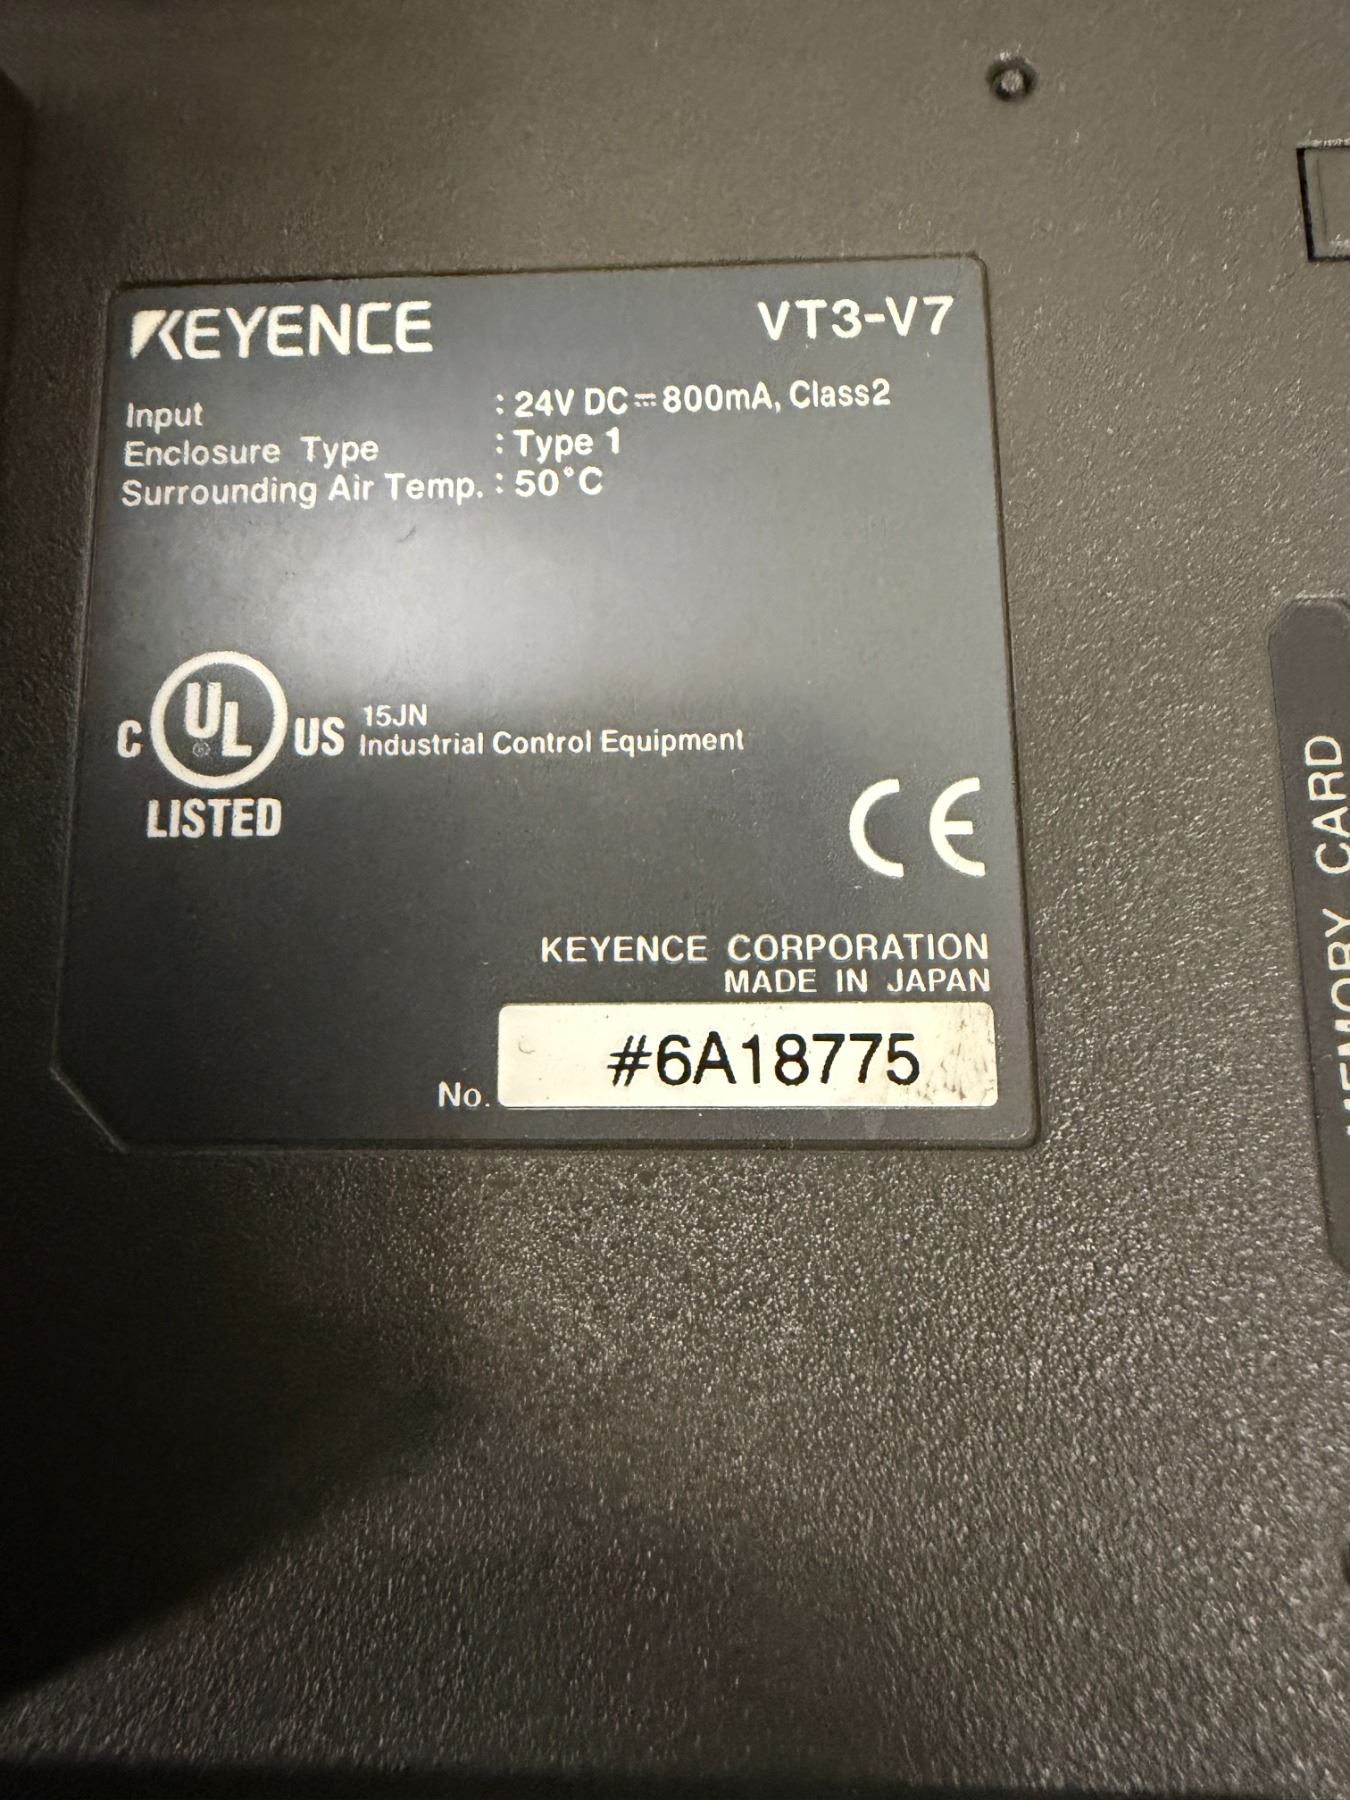 KEYENCE VT3-V7
Input : 24V DC⎓800mA, Class2
Enclosure Type : Type 1
Surrounding Air Temp. : 50°C
C UL® US LISTED
15JN
Industrial Control Equipment
CE
KEYENCE CORPORATION
MADE IN JAPAN
No. #6A18775
MEMORY CARD